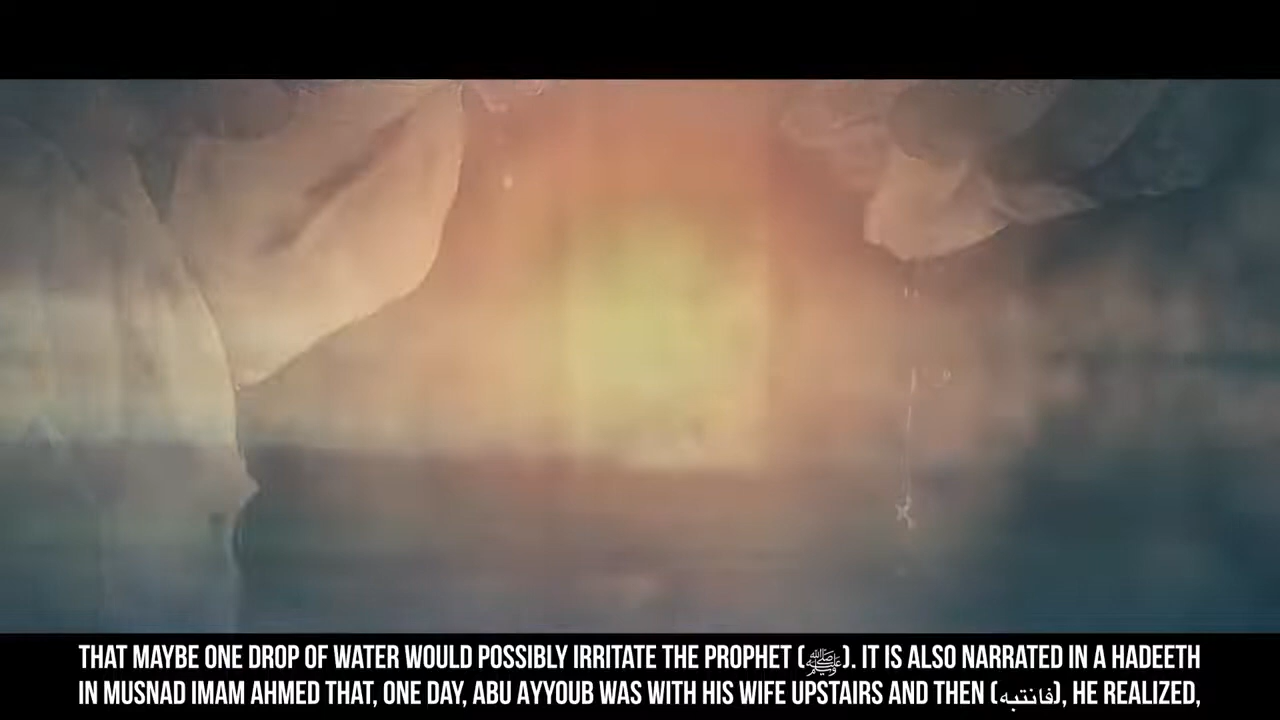 THAT MAYBE ONE DROP OF WATER WOULD POSSIBLY IRRITATE THE PROPHET (ﷺ). IT IS ALSO NARRATED IN A HADEETH
IN MUSNAD IMAM AHMED THAT, ONE DAY, ABU AYYOUB WAS WITH HIS WIFE UPSTAIRS AND THEN (فانتبه), HE REALIZED,